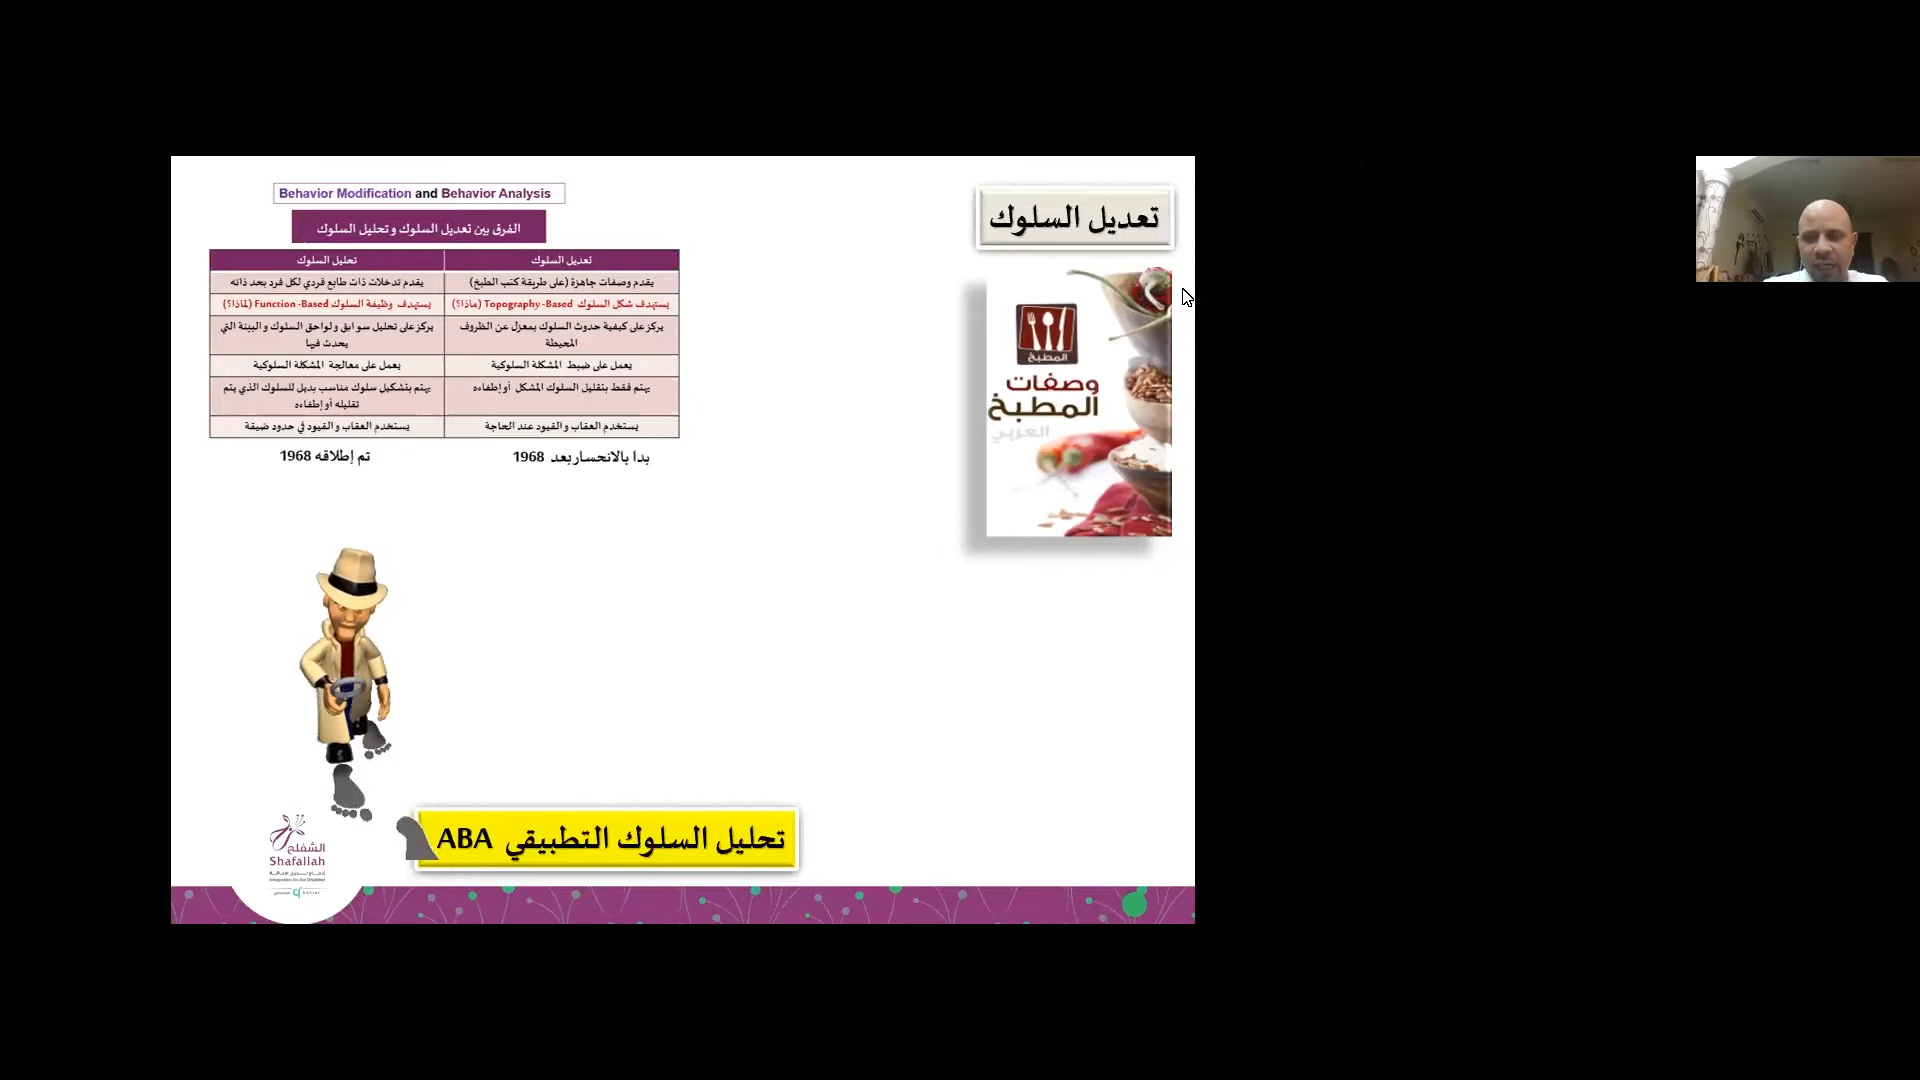 Behavior Modification and Behavior Analysis
الفرق بين تعديل السلوك و تحليل السلوك
تعديل السلوك
تحليل السلوك
يقدم وصفات جاهزة (على طريقة كتب الطبخ)
يقدم تدخلات ذات طابع فردي لكل فرد بعد ذاته
يستهدف شكل السلوك Topography -Based (ماذا؟)
يستهدف وظيفة السلوك Function -Based (لماذا؟)
يركز على كيفية حدوث السلوك بمعزل عن الظروف
المحيطة
يركز على تحليل سوابق ولواحق السلوك و البيئة التي
يحدث فيها
يعمل على ضبط المشكلة السلوكية
يعمل على معالجة المشكلة السلوكية
يهتم فقط بتقليل السلوك المشكل أو إطفاءه
يهتم بتشكيل سلوك مناسب بديل للسلوك الذي يتم
تقليله أو إطفاءه
يستخدم العقاب و القيود عند الحاجة
يستخدم العقاب و القيود في حدود ضيقة
بدا بالانحسار بعد 1968
تم إطلاقه 1968
تعديل السلوك
المطبخ
وصفات
المطبخ
العربي
تحليل السلوك التطبيقي ABA
الشفلح
Shafallah